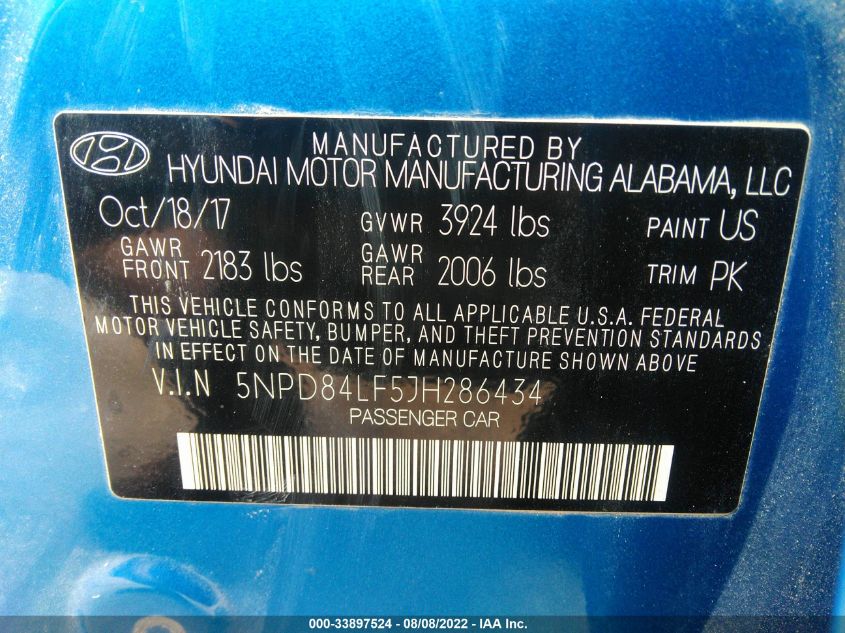 MANUFACTURED BY
HYUNDAI MOTOR MANUFACTURING ALABAMA, LLC
Oct/18/17 GVWR 3924 lbs PAINT US
GAWR FRONT 2183 lbs GAWR REAR 2006 lbs TRIM PK
THIS VEHICLE CONFORMS TO ALL APPLICABLE U.S.A. FEDERAL
MOTOR VEHICLE SAFETY, BUMPER, AND THEFT PREVENTION STANDARDS
IN EFFECT ON THE DATE OF MANUFACTURE SHOWN ABOVE
V.I.N 5NPD84LF5JH286434
PASSENGER CAR
000-33897524 - 08/08/2022 - IAA Inc.